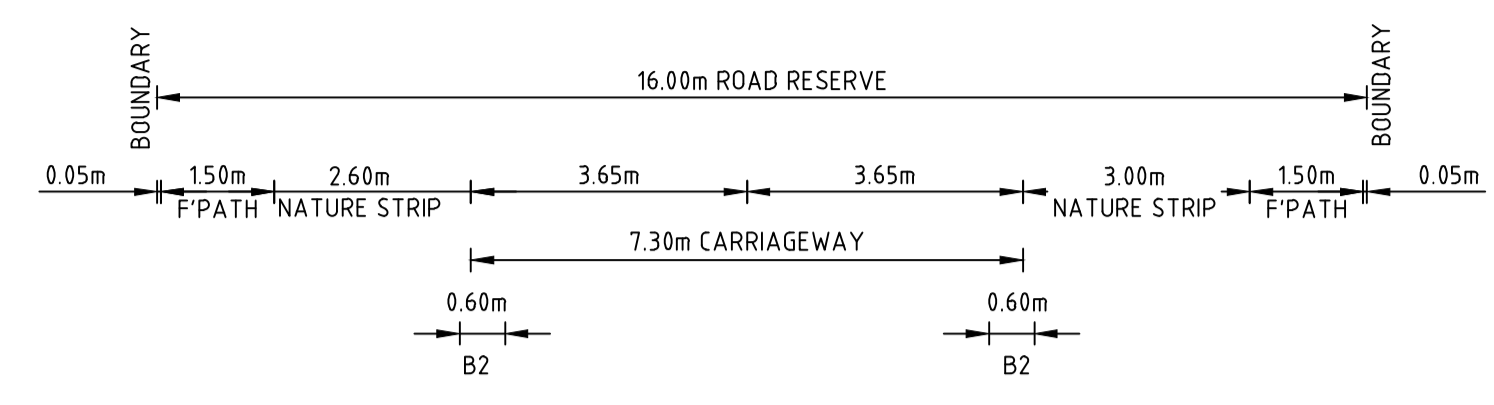 BOUNDARY
BOUNDARY
16.00m ROAD RESERVE
0.05m 1.50m 2.60m 3.65m 3.65m 3.00m 1.50m 0.05m
F'PATH NATURE STRIP NATURE STRIP F'PATH
7.30m CARRIAGEWAY
0.60m 0.60m
B2 B2